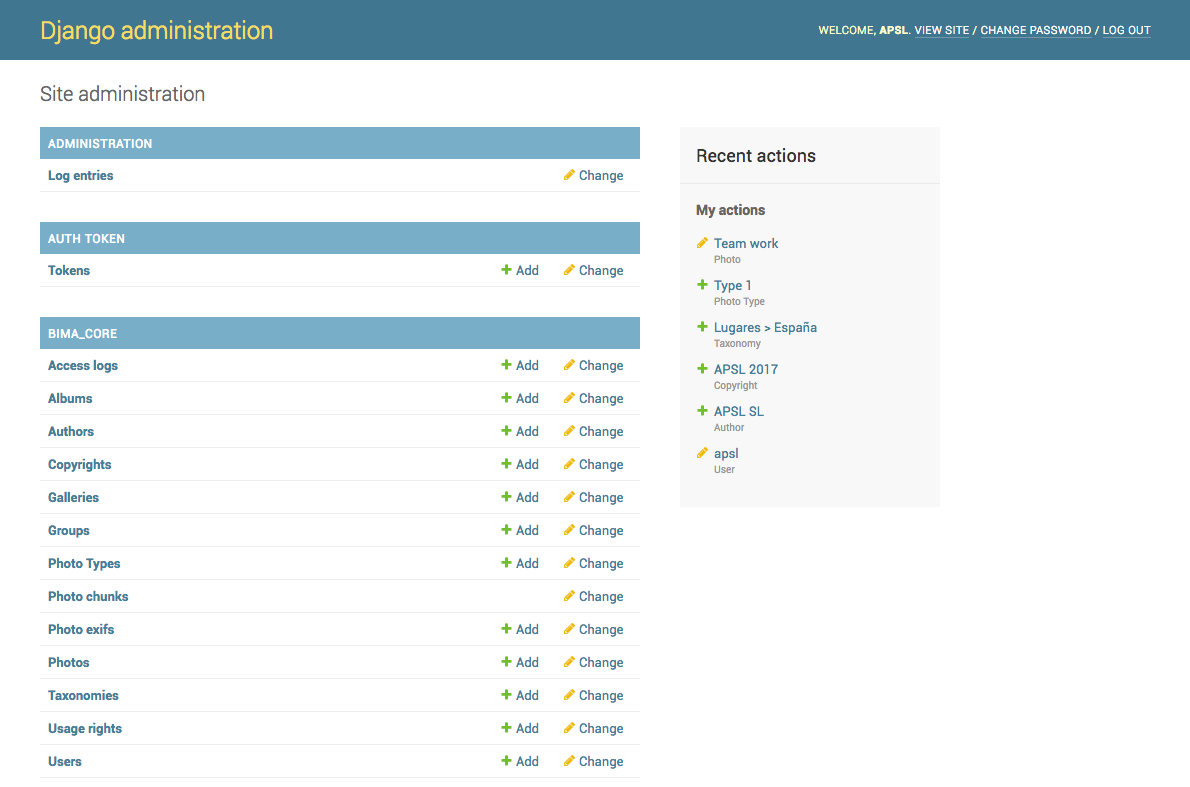 Django administration
WELCOME, APSL. VIEW SITE / CHANGE PASSWORD / LOG OUT
Site administration
ADMINISTRATION
Log entries Change
AUTH TOKEN
Tokens Add Change
BIMA_CORE
Access logs Add Change
Albums Add Change
Authors Add Change
Copyrights Add Change
Galleries Add Change
Groups Add Change
Photo Types Add Change
Photo chunks Change
Photo exifs Add Change
Photos Add Change
Taxonomies Add Change
Usage rights Add Change
Users Add Change
Recent actions
My actions
Team work
Photo
Type 1
Photo Type
Lugares > España
Taxonomy
APSL 2017
Copyright
APSL SL
Author
apsl
User